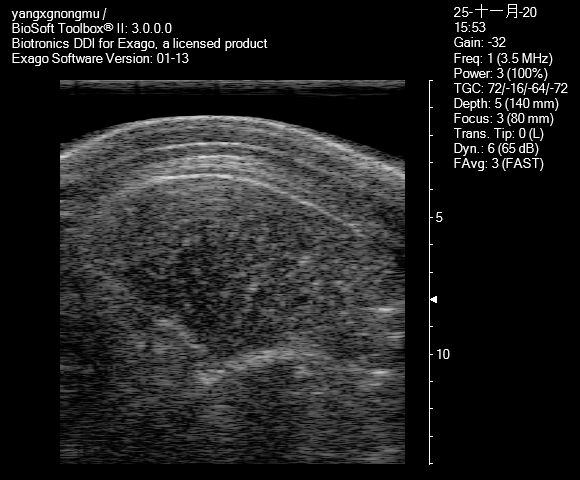 yangxgnongmu /
BioSoft Toolbox® II: 3.0.0.0
Biotronics DDI for Exago, a licensed product
Exago Software Version: 01-13
25-十一月-20
15:53
Gain: -32
Freq: 1 (3.5 MHz)
Power: 3 (100%)
TGC: 72/-16/-64/-72
Depth: 5 (140 mm)
Focus: 3 (80 mm)
Trans. Tip: 0 (L)
Dyn.: 6 (65 dB)
FAvg: 3 (FAST)
5
10